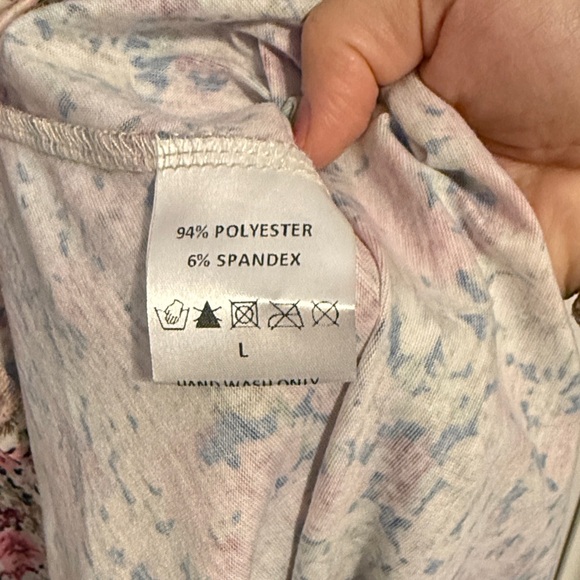 94% POLYESTER
6% SPANDEX
L
HAND WASH ONLY